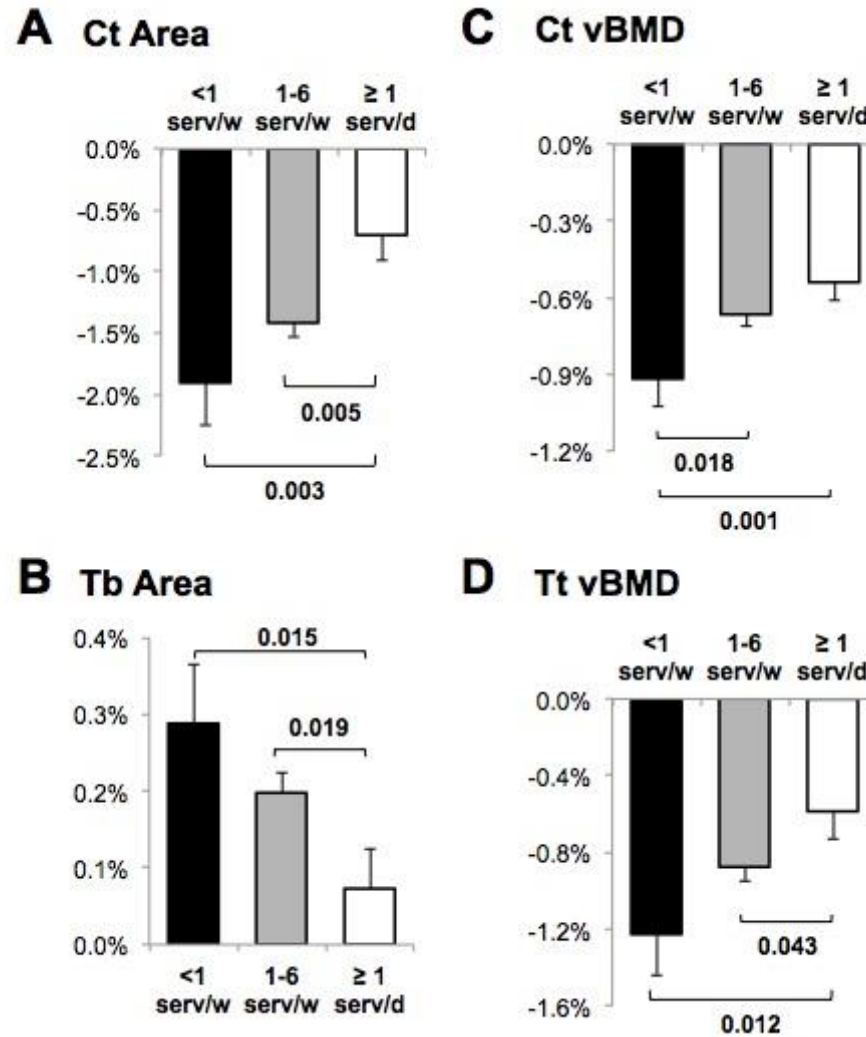 A Ct Area
<1 1-6 ≥ 1
serv/w serv/w serv/d
0.0%
-0.5%
-1.0%
-1.5%
-2.0%
-2.5%
0.005
0.003
B Tb Area
0.4%
0.3%
0.2%
0.1%
0.0%
0.015
0.019
<1 1-6 ≥ 1
serv/w serv/w serv/d
C Ct vBMD
<1 1-6 ≥ 1
serv/w serv/w serv/d
0.0%
-0.3%
-0.6%
-0.9%
-1.2%
0.018
0.001
D Tt vBMD
<1 1-6 ≥ 1
serv/w serv/w serv/d
0.0%
-0.4%
-0.8%
-1.2%
-1.6%
0.043
0.012